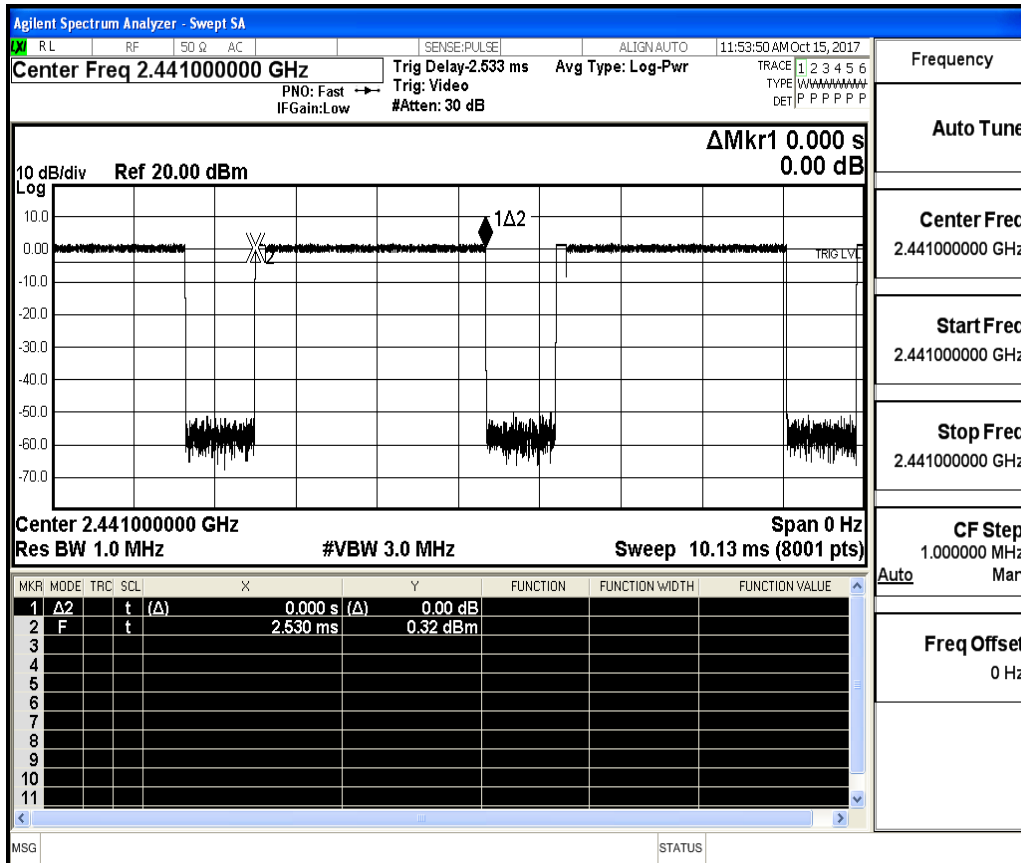 Agilent Spectrum Analyzer - Swept SA
LXI RL RF 50 Ω AC SENSE:PULSE ALIGN AUTO 11:53:50 AM Oct 15, 2017
Center Freq 2.441000000 GHz
PNO: Fast
IFGain:Low
Trig Delay-2.533 ms
Trig: Video
#Atten: 30 dB
Avg Type: Log-Pwr
TRACE 1 2 3 4 5 6
TYPE WWWWWW
DET P P P P P P
ΔMkr1 0.000 s
0.00 dB
10 dB/div Ref 20.00 dBm
Log
10.0
0.00
-10.0
-20.0
-30.0
-40.0
-50.0
-60.0
-70.0
1Δ2
2
TRIG LVL
Center 2.441000000 GHz Span 0 Hz
Res BW 1.0 MHz #VBW 3.0 MHz Sweep 10.13 ms (8001 pts)
MKR MODE TRC SCL X Y FUNCTION FUNCTION WIDTH FUNCTION VALUE
1 Δ2 t (Δ) 0.000 s (Δ) 0.00 dB
2 F t 2.530 ms 0.32 dBm
3
4
5
6
7
8
9
10
11
MSG STATUS
Frequency
Auto Tune
Center Freq
2.441000000 GHz
Start Freq
2.441000000 GHz
Stop Freq
2.441000000 GHz
CF Step
1.000000 MHz
Auto Man
Freq Offset
0 Hz